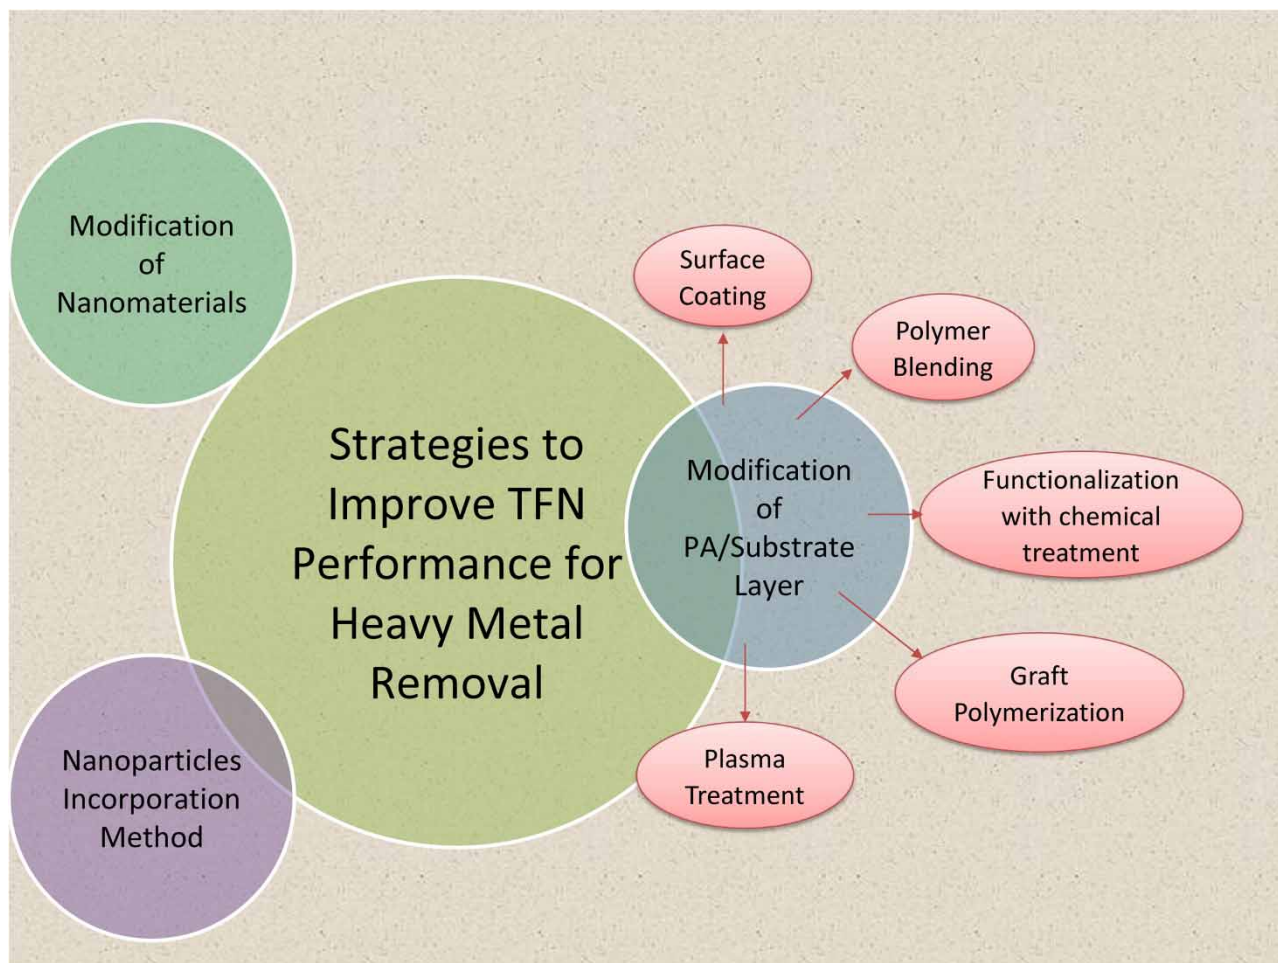 Modification
of
Nanomaterials
Strategies to
Improve TFN
Performance for
Heavy Metal
Removal
Nanoparticles
Incorporation
Method
Modification
of
PA/Substrate
Layer
Surface
Coating
Polymer
Blending
Functionalization
with chemical
treatment
Graft
Polymerization
Plasma
Treatment